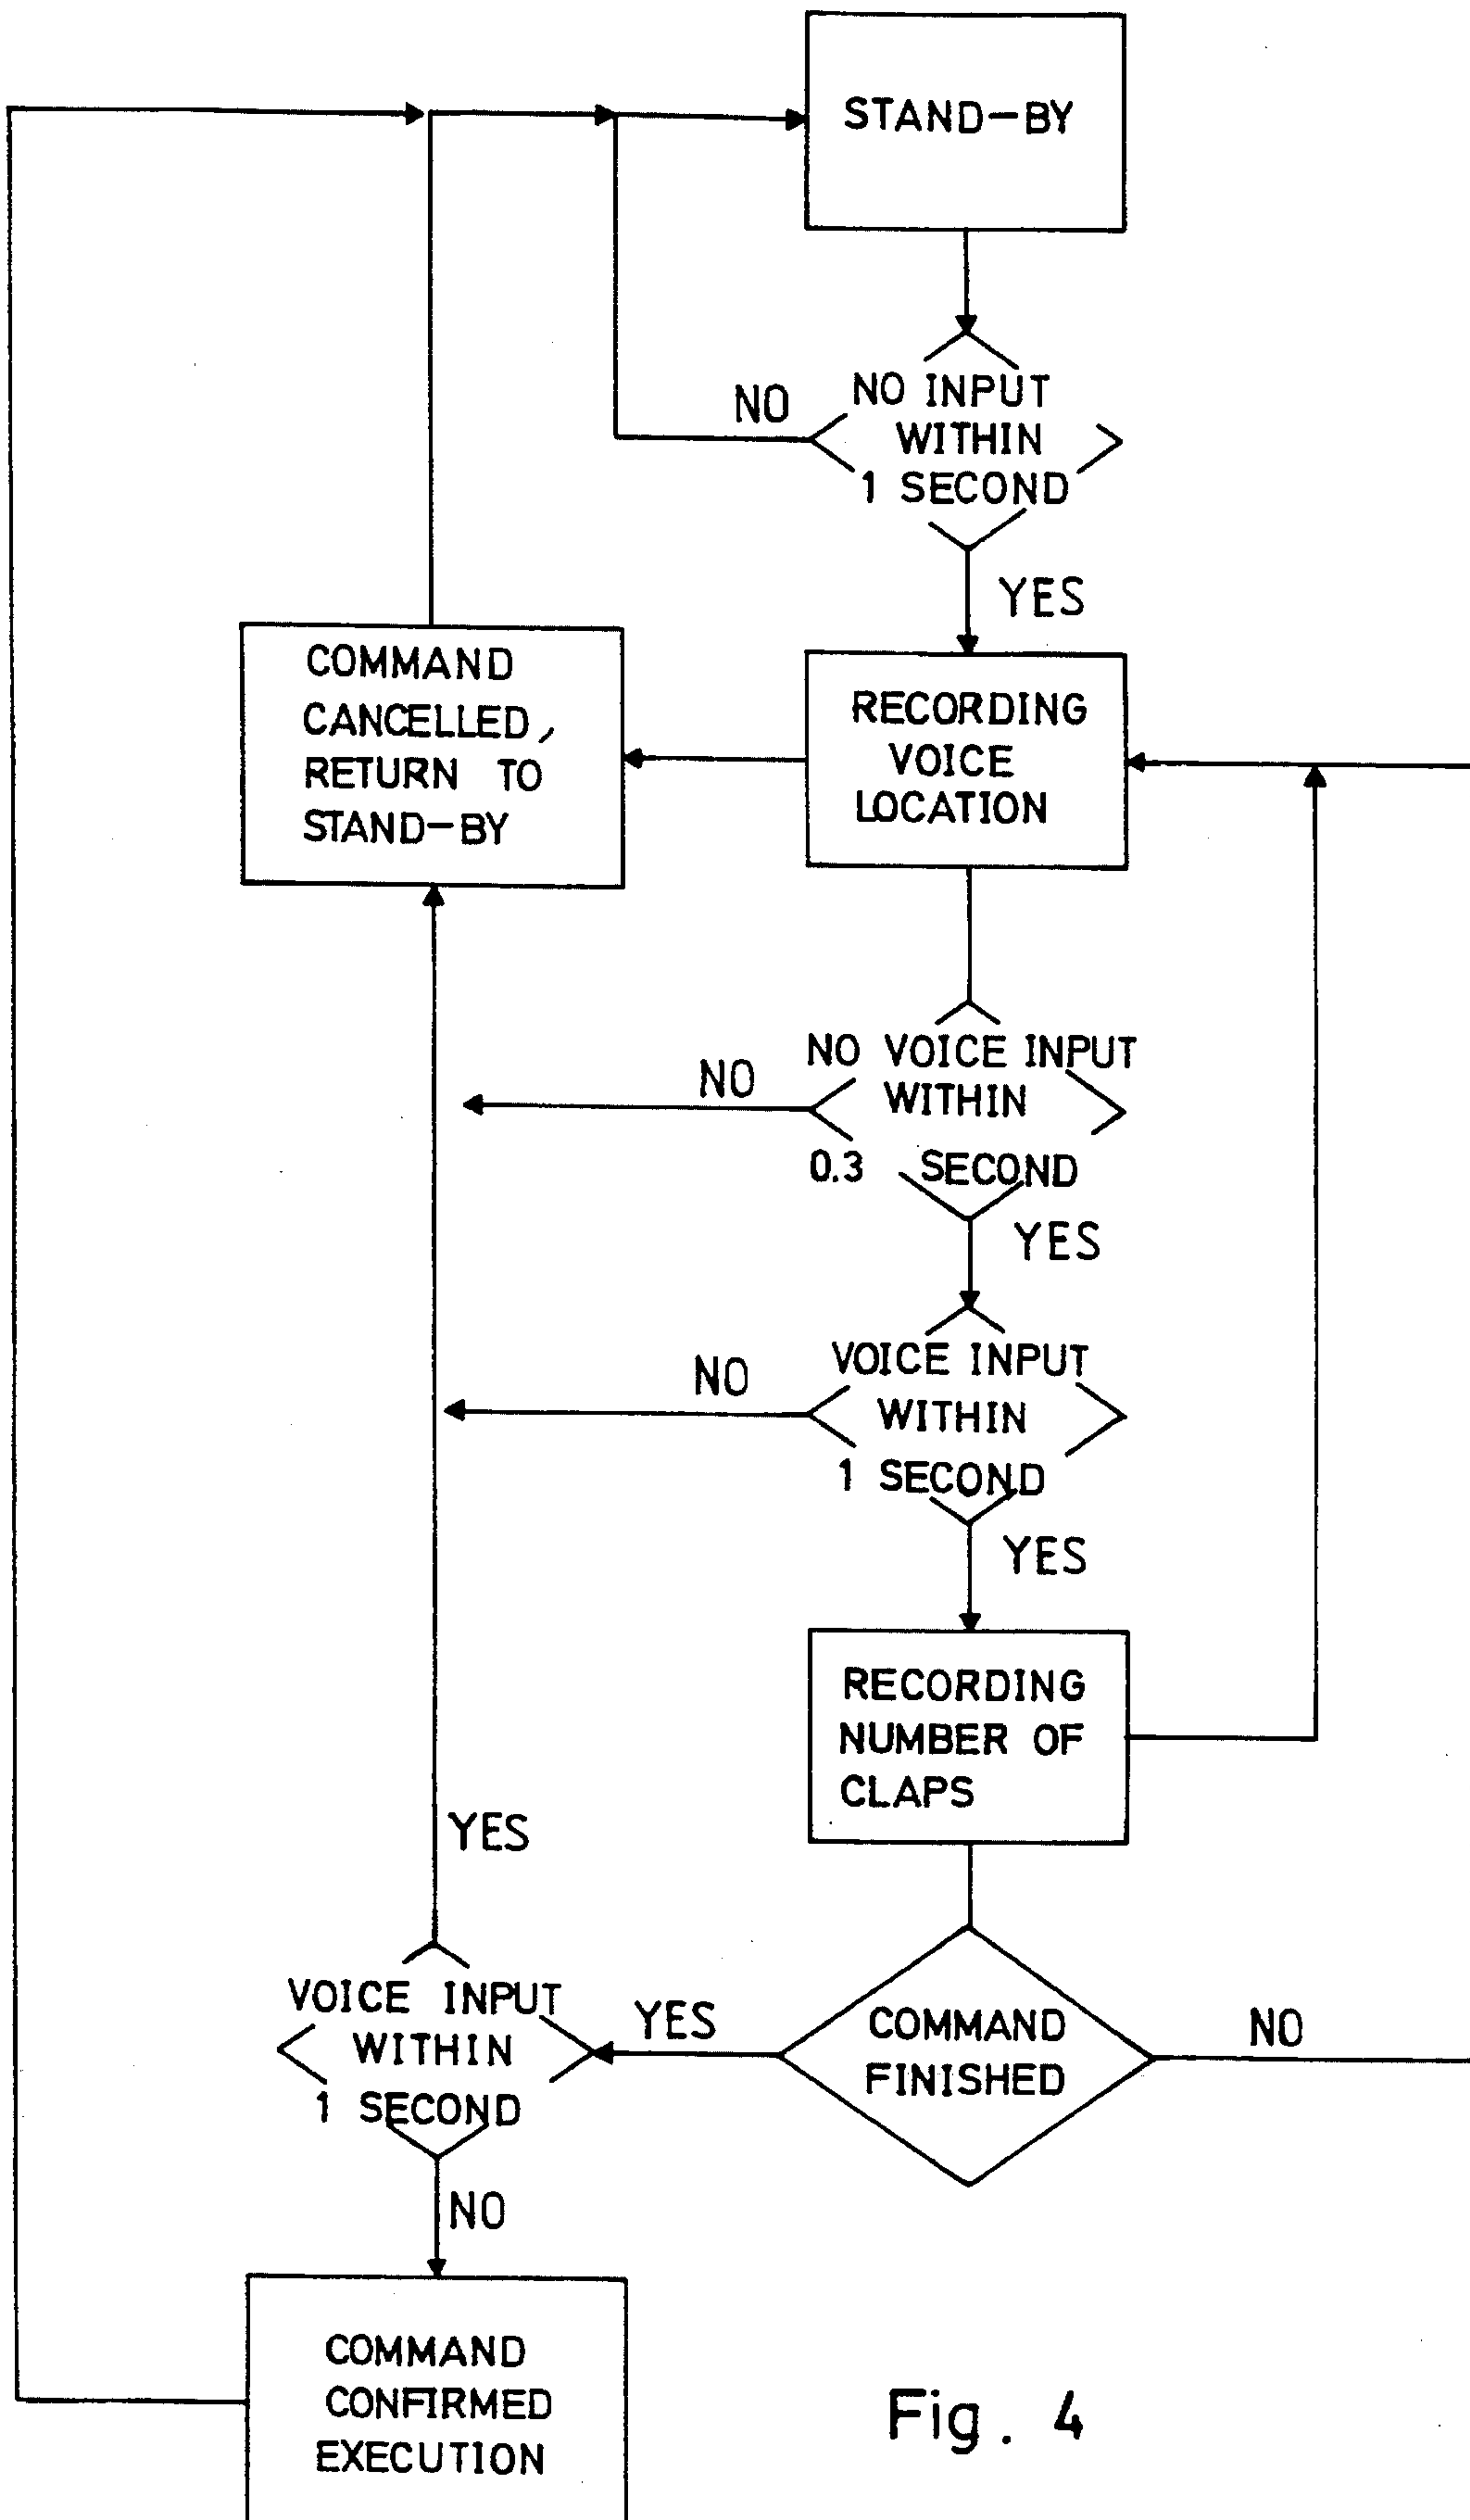 STAND-BY
NO
NO INPUT
WITHIN
1 SECOND
YES
COMMAND
CANCELLED,
RETURN TO
STAND-BY
RECORDING
VOICE
LOCATION
NO
NO VOICE INPUT
WITHIN
0.3 SECOND
YES
NO
VOICE INPUT
WITHIN
1 SECOND
YES
RECORDING
NUMBER OF
CLAPS
YES
VOICE INPUT
WITHIN
1 SECOND
YES
COMMAND
FINISHED
NO
NO
COMMAND
CONFIRMED
EXECUTION
Fig. 4